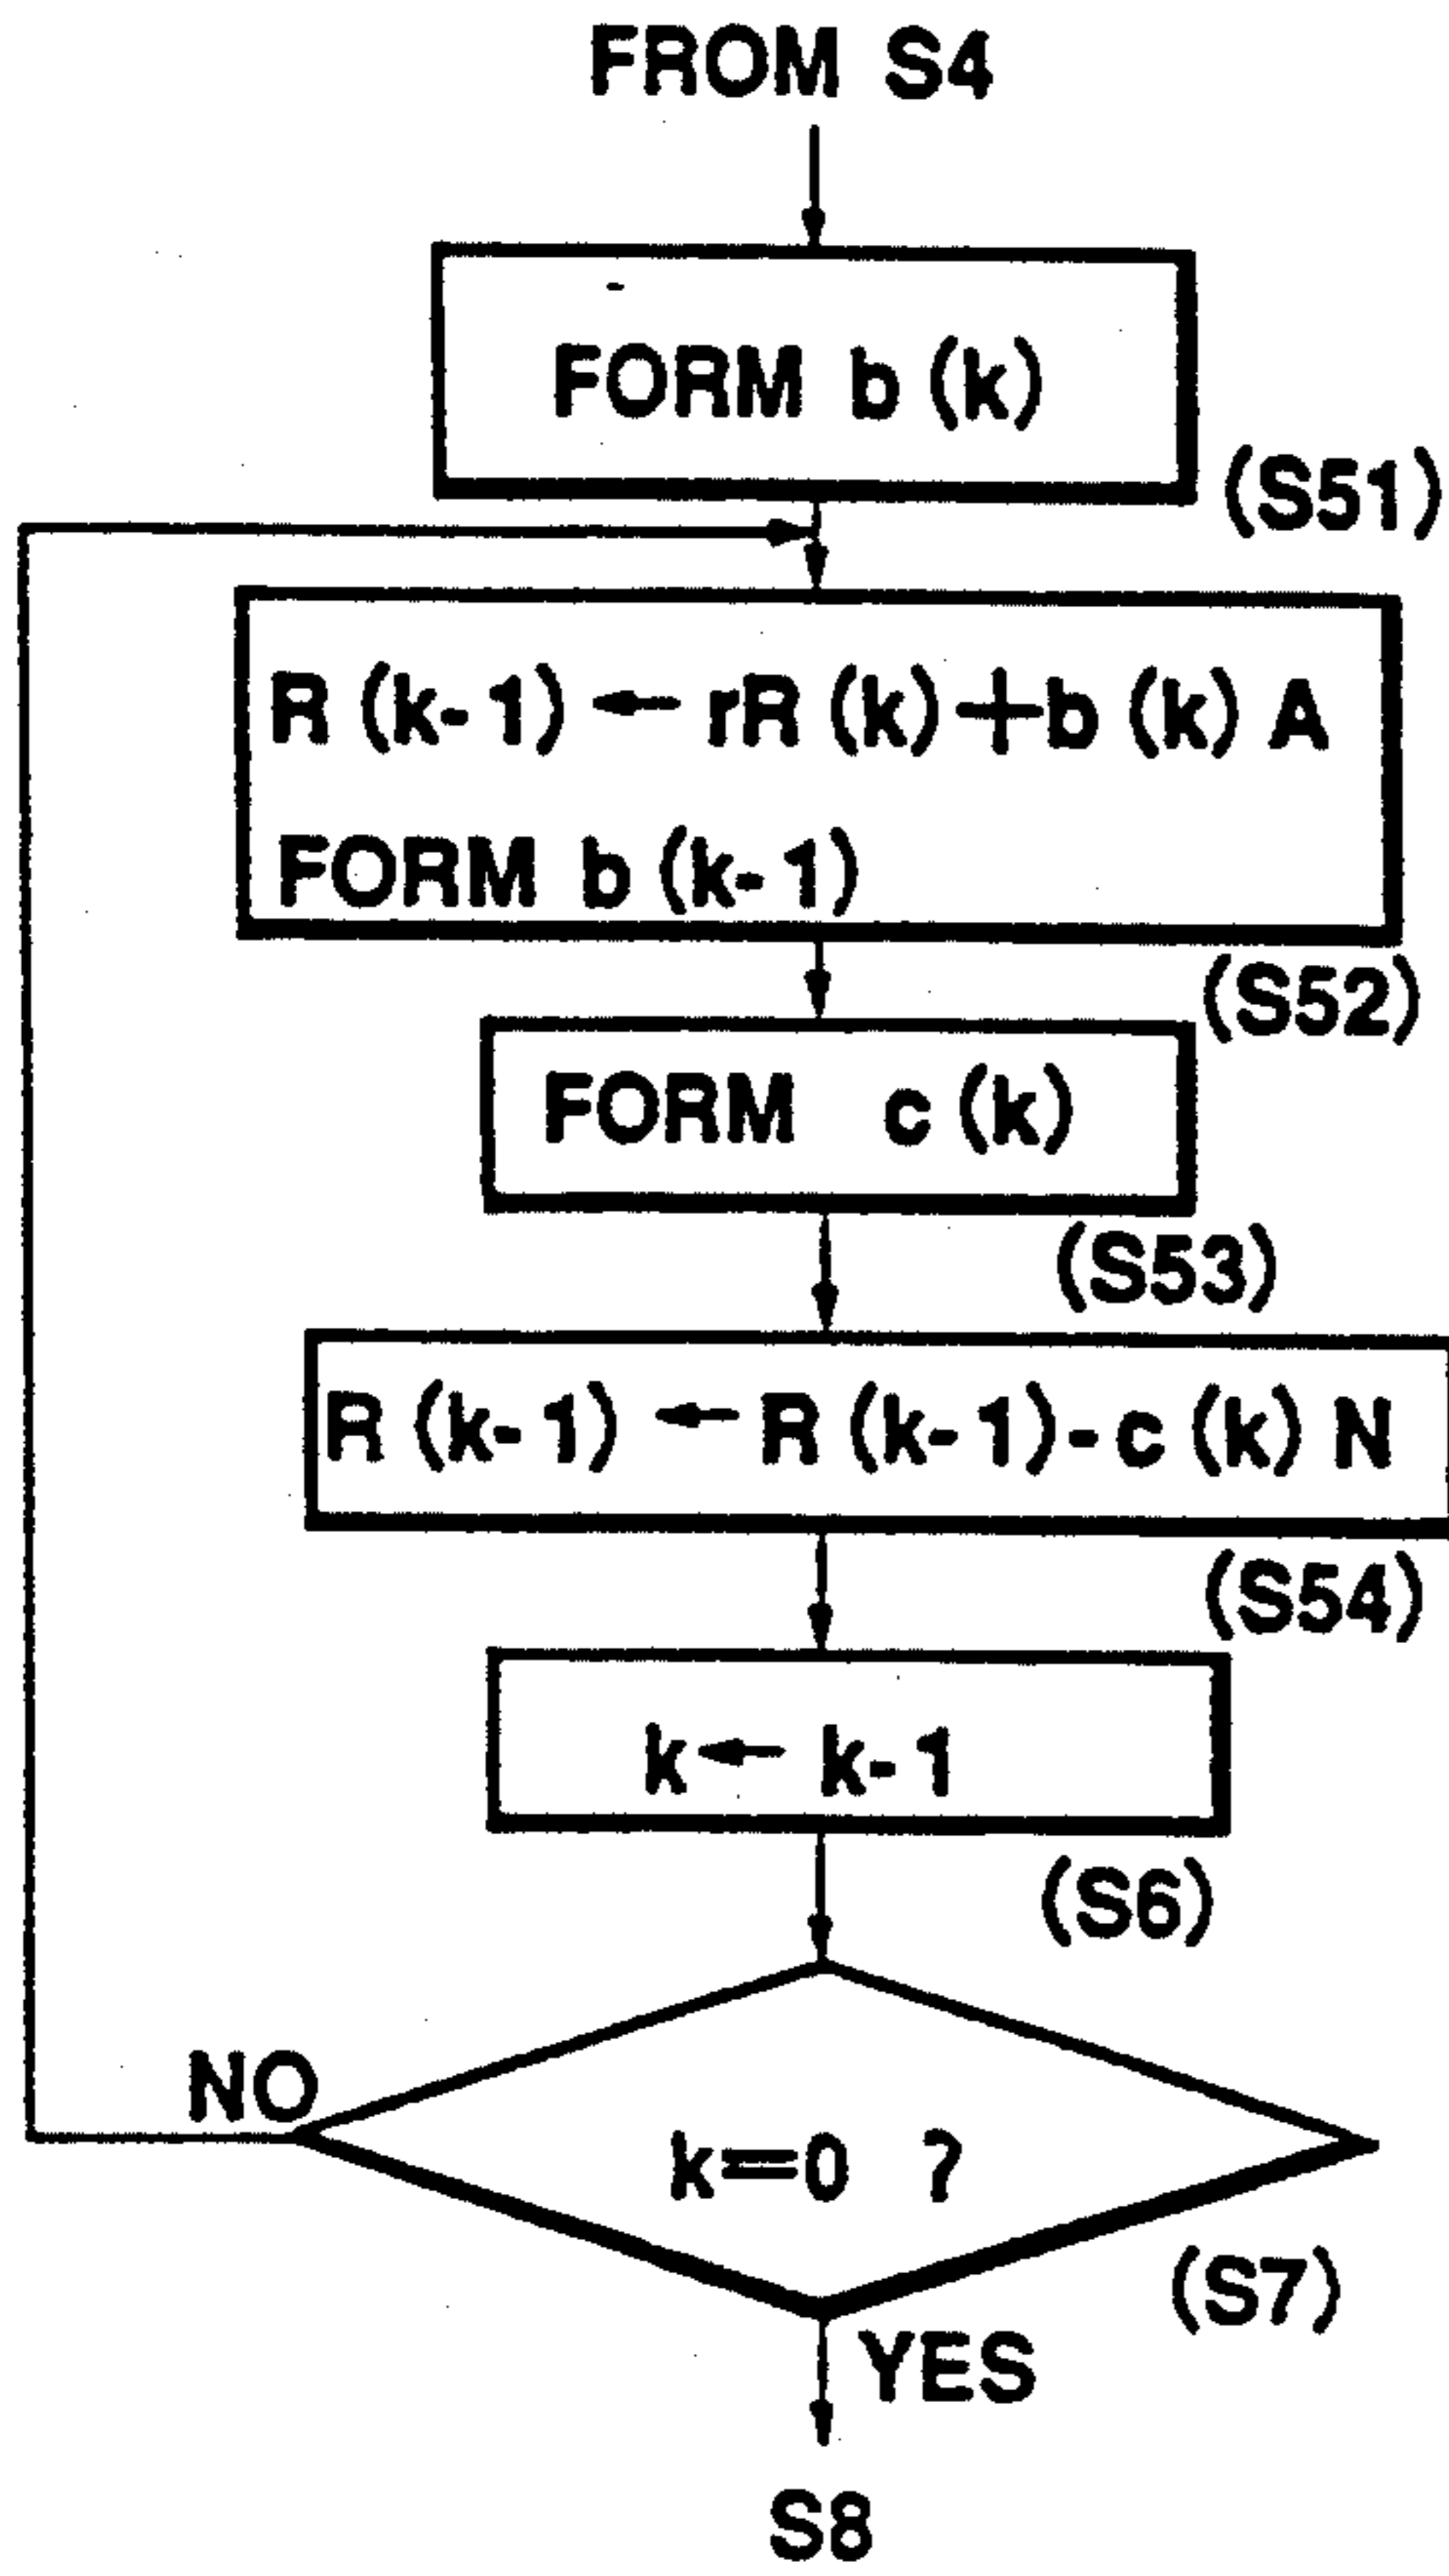 FROM S4
FORM b (k)
(S51)
R (k-1) ← rR (k)+b (k) A
FORM b (k-1)
(S52)
FORM c (k)
(S53)
R (k-1) ← R (k-1)-c (k) N
(S54)
k← k-1
(S6)
NO
k=0 ?
(S7)
YES
S8